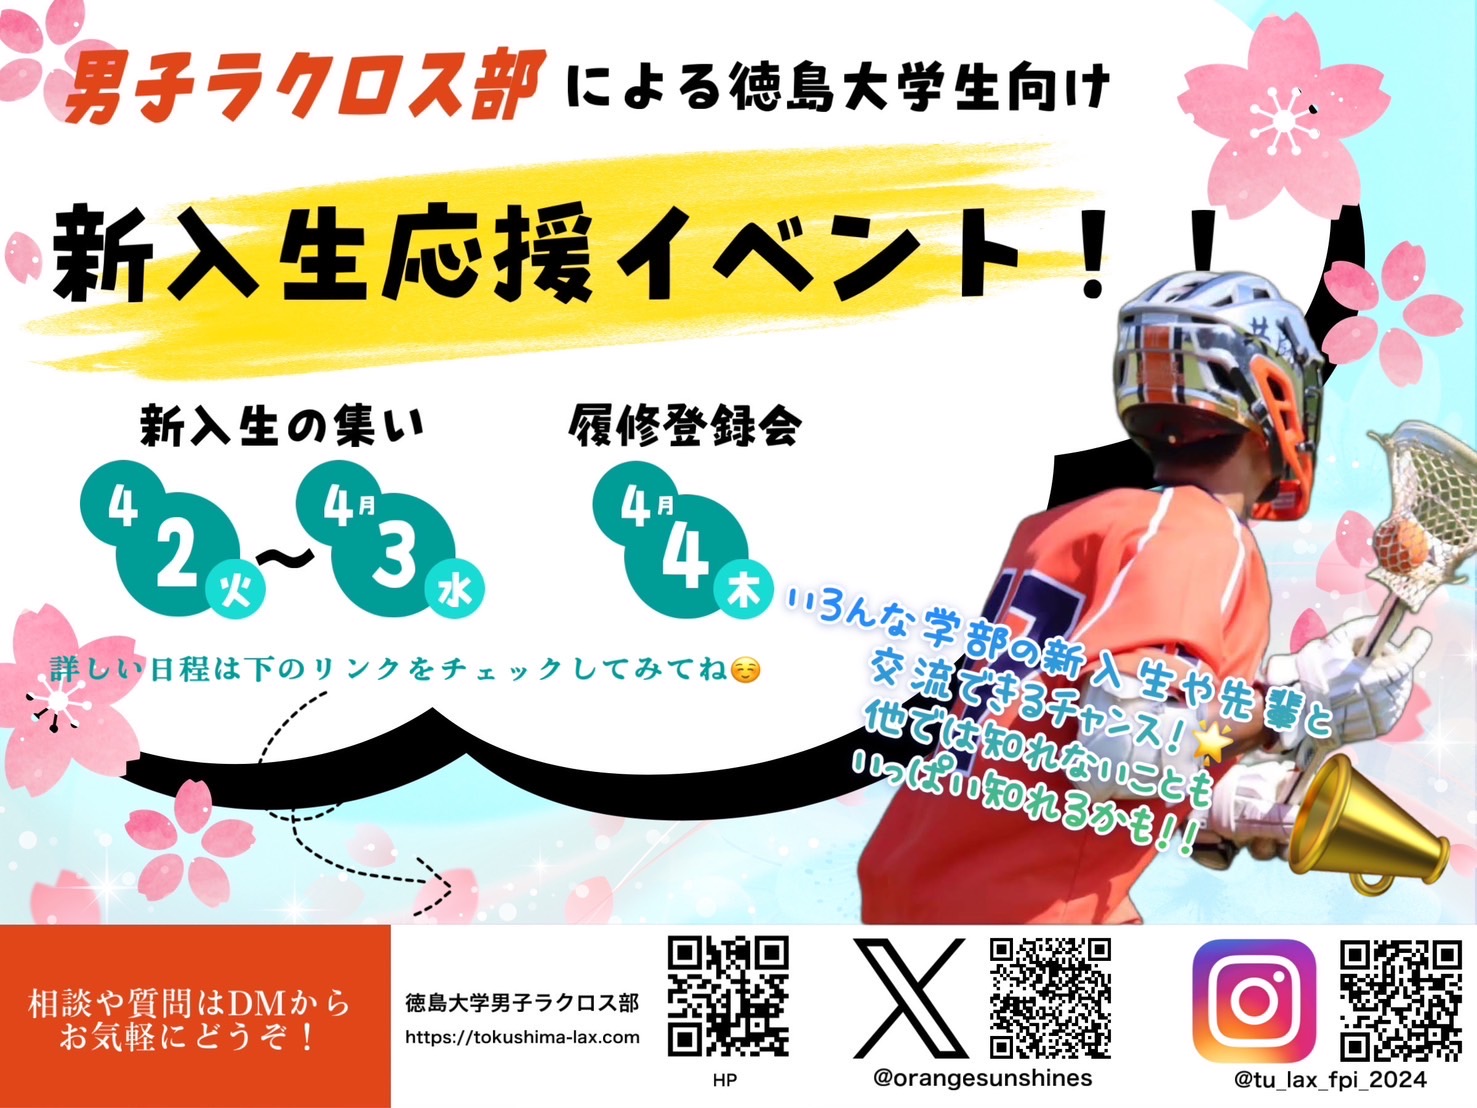 男子ラクロス部 による徳島大学生向け
新入生応援イベント！！
新入生の集い
履修登録会
4 2 火 〜 4月 3 水
4月 4 木
詳しい日程は下のリンクをチェックしてみてね☺️
いろんな学部の新入生や先輩と
交流できるチャンス！🌟
他では知れないことも
いっぱい知れるかも！！
相談や質問はDMから
お気軽にどうぞ！
徳島大学男子ラクロス部
https://tokushima-lax.com
HP
@orangesunshines
@tu_lax_fpi_2024